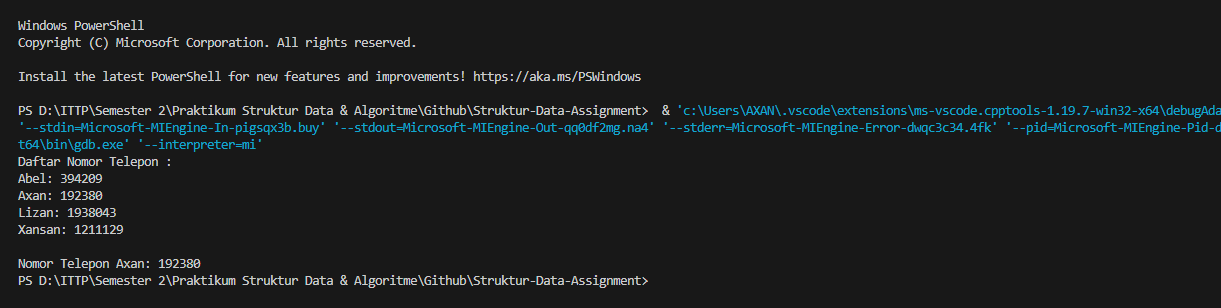 Windows PowerShell
Copyright (C) Microsoft Corporation. All rights reserved.
Install the latest PowerShell for new features and improvements! https://aka.ms/PSWindows
PS D:\ITTP\Semester 2\Praktikum Struktur Data & Algoritme\Github\Struktur-Data-Assignment>  & 'c:\Users\AXAN\.vscode\extensions\ms-vscode.cpptools-1.19.7-win32-x64\debugAda
'--stdin=Microsoft-MIEngine-In-pigsqx3b.buy' '--stdout=Microsoft-MIEngine-Out-qq0df2mg.na4' '--stderr=Microsoft-MIEngine-Error-dwqc3c34.4fk' '--pid=Microsoft-MIEngine-Pid-d
t64\bin\gdb.exe' '--interpreter=mi'
Daftar Nomor Telepon :
Abel: 394209
Axan: 192380
Lizan: 1938043
Xansan: 1211129
Nomor Telepon Axan: 192380
PS D:\ITTP\Semester 2\Praktikum Struktur Data & Algoritme\Github\Struktur-Data-Assignment>